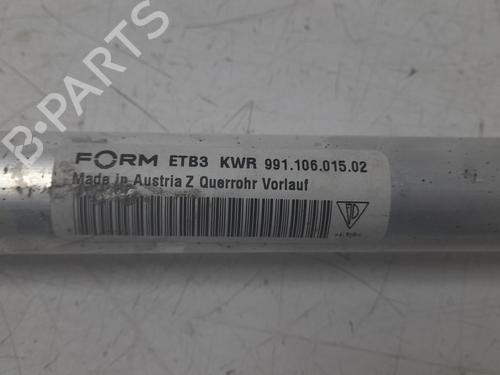 B-PARTS
FORM ETB3 KWR 991.106.015.02
Made in Austria Z Querrohr Vorlauf